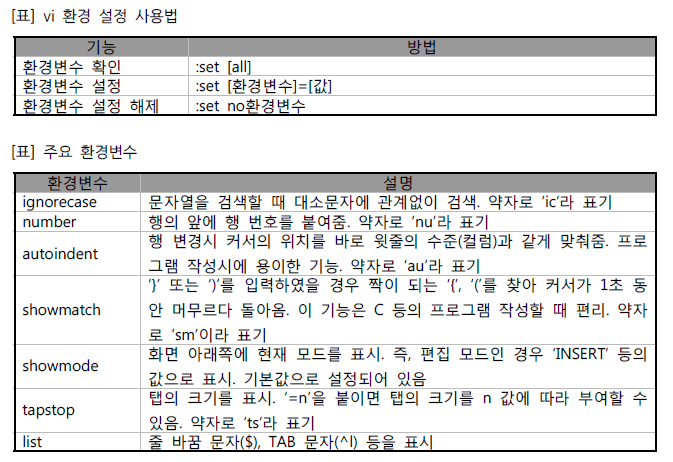 [표] vi 환경 설정 사용법
기능 방법
환경변수 확인 :set [all]
환경변수 설정 :set [환경변수]=[값]
환경변수 설정 해제 :set no환경변수
[표] 주요 환경변수
환경변수 설명
ignorecase 문자열을 검색할 때 대소문자에 관계없이 검색. 약자로 'ic'라 표기
number 행의 앞에 행 번호를 붙여줌. 약자로 'nu'라 표기
autoindent 행 변경시 커서의 위치를 바로 윗줄의 수준(컬럼)과 같게 맞춰줌. 프로
그램 작성시에 용이한 기능. 약자로 'au'라 표기
showmatch '}' 또는 ')'를 입력하였을 경우 짝이 되는 '{', '('를 찾아 커서가 1초 동
안 머무르다 돌아옴. 이 기능은 C 등의 프로그램 작성할 때 편리. 약자
로 'sm'이라 표기
showmode 화면 아래쪽에 현재 모드를 표시. 즉, 편집 모드인 경우 'INSERT' 등의
값으로 표시. 기본값으로 설정되어 있음
tapstop 탭의 크기를 표시. '=n'을 붙이면 탭의 크기를 n 값에 따라 부여할 수
있음. 약자로 'ts'라 표기
list 줄 바꿈 문자($), TAB 문자(^I) 등을 표시